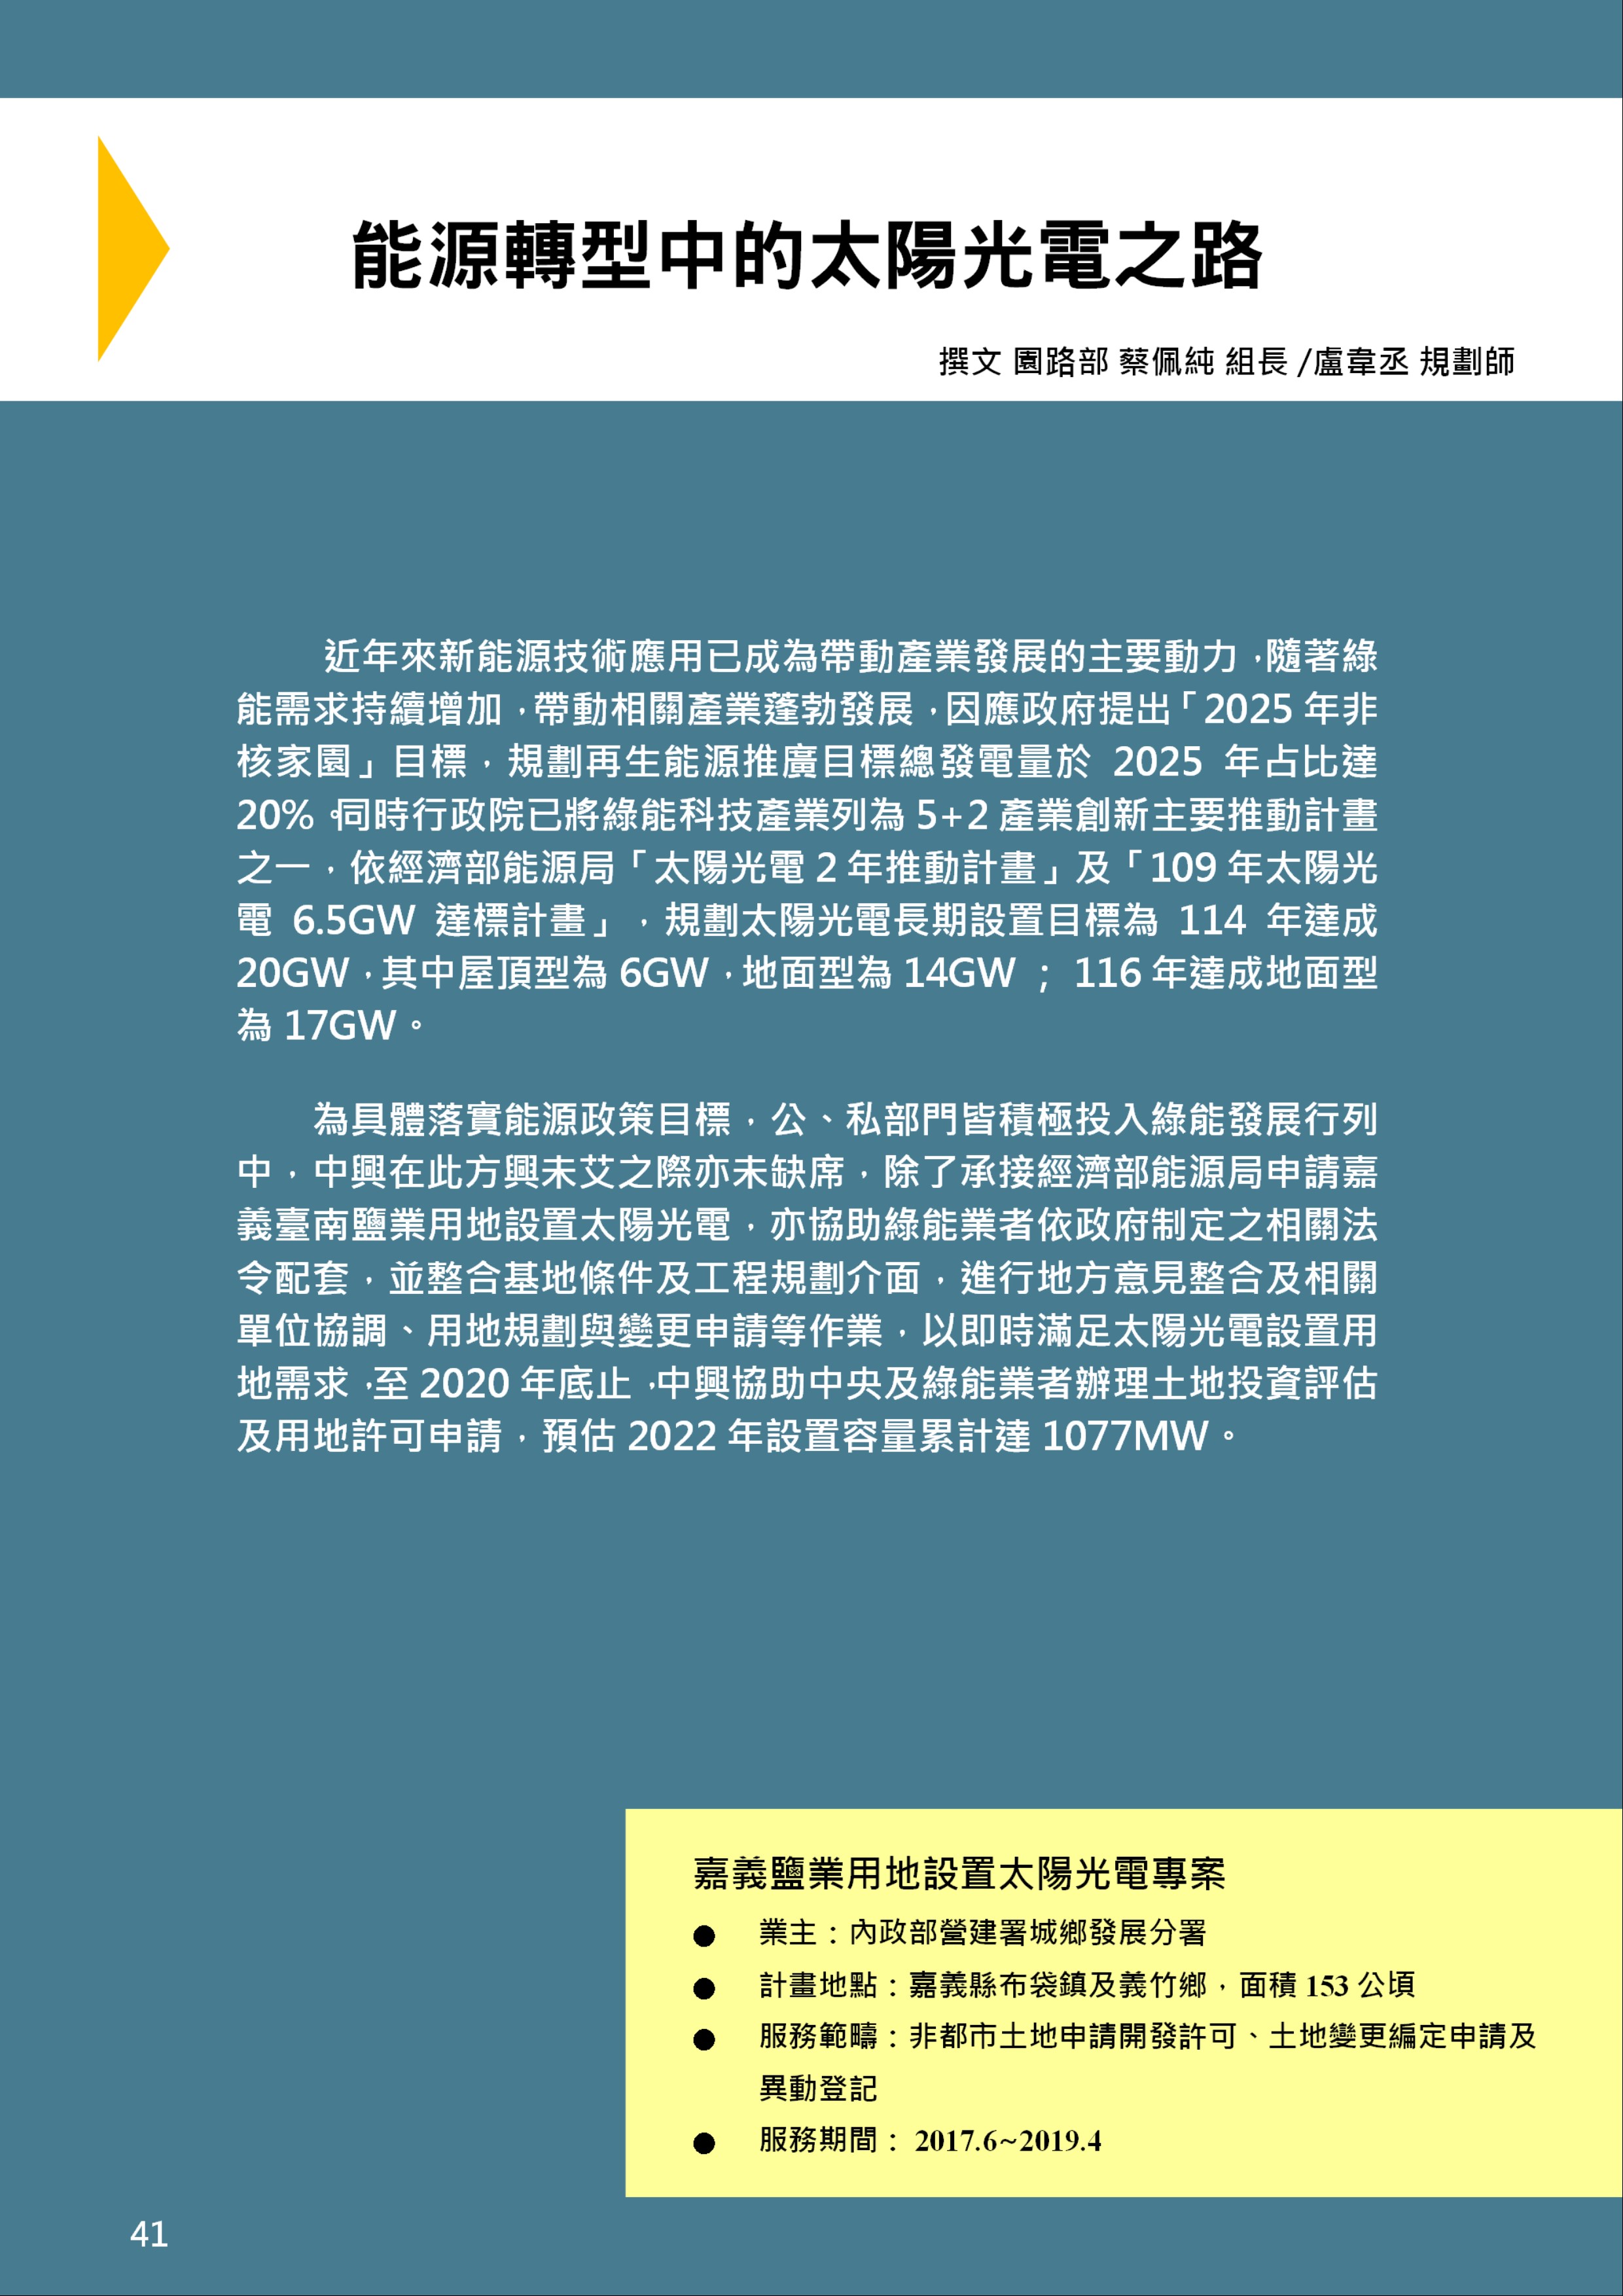 能源轉型中的太陽光電之路
撰文 園路部 蔡佩純 組長 /盧韋丞 規劃師
近年來新能源技術應用已成為帶動產業發展的主要動力，隨著綠
能需求持續增加，帶動相關產業蓬勃發展，因應政府提出「2025 年非
核家園」目標，規劃再生能源推廣目標總發電量於 2025 年占比達
20%。同時行政院已將綠能科技產業列為 5+2 產業創新主要推動計畫
之一，依經濟部能源局「太陽光電 2 年推動計畫」及「109 年太陽光
電 6.5GW 達標計畫」，規劃太陽光電長期設置目標為 114 年達成
20GW，其中屋頂型為 6GW，地面型為 14GW ； 116 年達成地面型
為 17GW。
為具體落實能源政策目標，公、私部門皆積極投入綠能發展行列
中，中興在此方興未艾之際亦未缺席，除了承接經濟部能源局申請嘉
義臺南鹽業用地設置太陽光電，亦協助綠能業者依政府制定之相關法
令配套，並整合基地條件及工程規劃介面，進行地方意見整合及相關
單位協調、用地規劃與變更申請等作業，以即時滿足太陽光電設置用
地需求，至 2020 年底止，中興協助中央及綠能業者辦理土地投資評估
及用地許可申請，預估 2022 年設置容量累計達 1077MW。
嘉義鹽業用地設置太陽光電專案
● 業主：內政部營建署城鄉發展分署
● 計畫地點：嘉義縣布袋鎮及義竹鄉，面積 153 公頃
● 服務範疇：非都市土地申請開發許可、土地變更編定申請及
異動登記
● 服務期間： 2017.6~2019.4
41